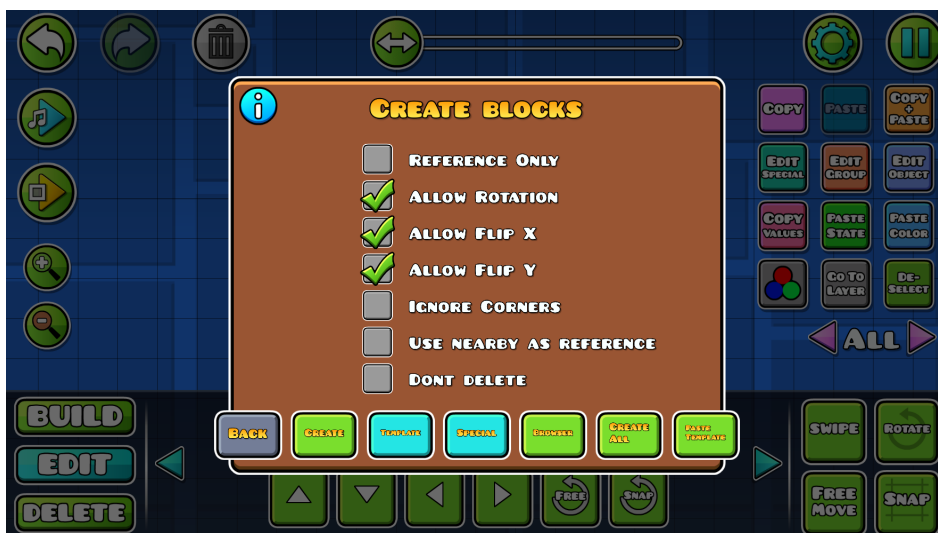 CREATE BLOCKS
REFERENCE ONLY
ALLOW ROTATION
ALLOW FLIP X
ALLOW FLIP Y
IGNORE CORNERS
USE NEARBY AS REFERENCE
DONT DELETE
BACK
CREATE
TEMPLATE
SPECIAL
BROWSER
CREATE
ALL
PASTE
TEMPLATE
COPY
PASTE
COPY
+
PASTE
EDIT
SPECIAL
EDIT
GROUP
EDIT
OBJECT
COPY
VALUES
PASTE
STATE
PASTE
COLOR
GO TO
LAYER
DE-
SELECT
ALL
BUILD
EDIT
DELETE
FREE
SNAP
SWIPE
ROTATE
FREE
MOVE
SNAP